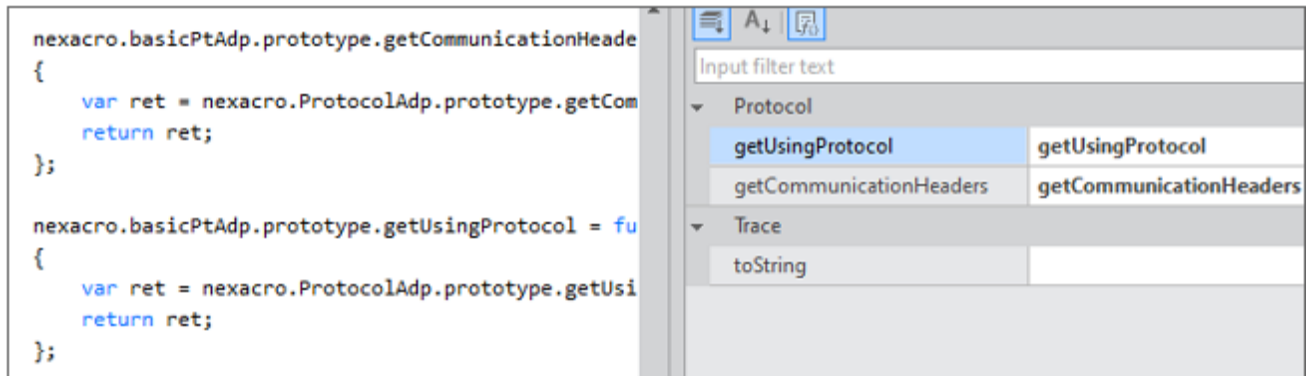 nexacro.basicPtAdp.prototype.getCommunicationHeade
{
    var ret = nexacro.ProtocolAdp.prototype.getCom
    return ret;
};
nexacro.basicPtAdp.prototype.getUsingProtocol = fu
{
    var ret = nexacro.ProtocolAdp.prototype.getUsi
    return ret;
};
A↓
Input filter text
Protocol
getUsingProtocol getUsingProtocol
getCommunicationHeaders getCommunicationHeaders
Trace
toString